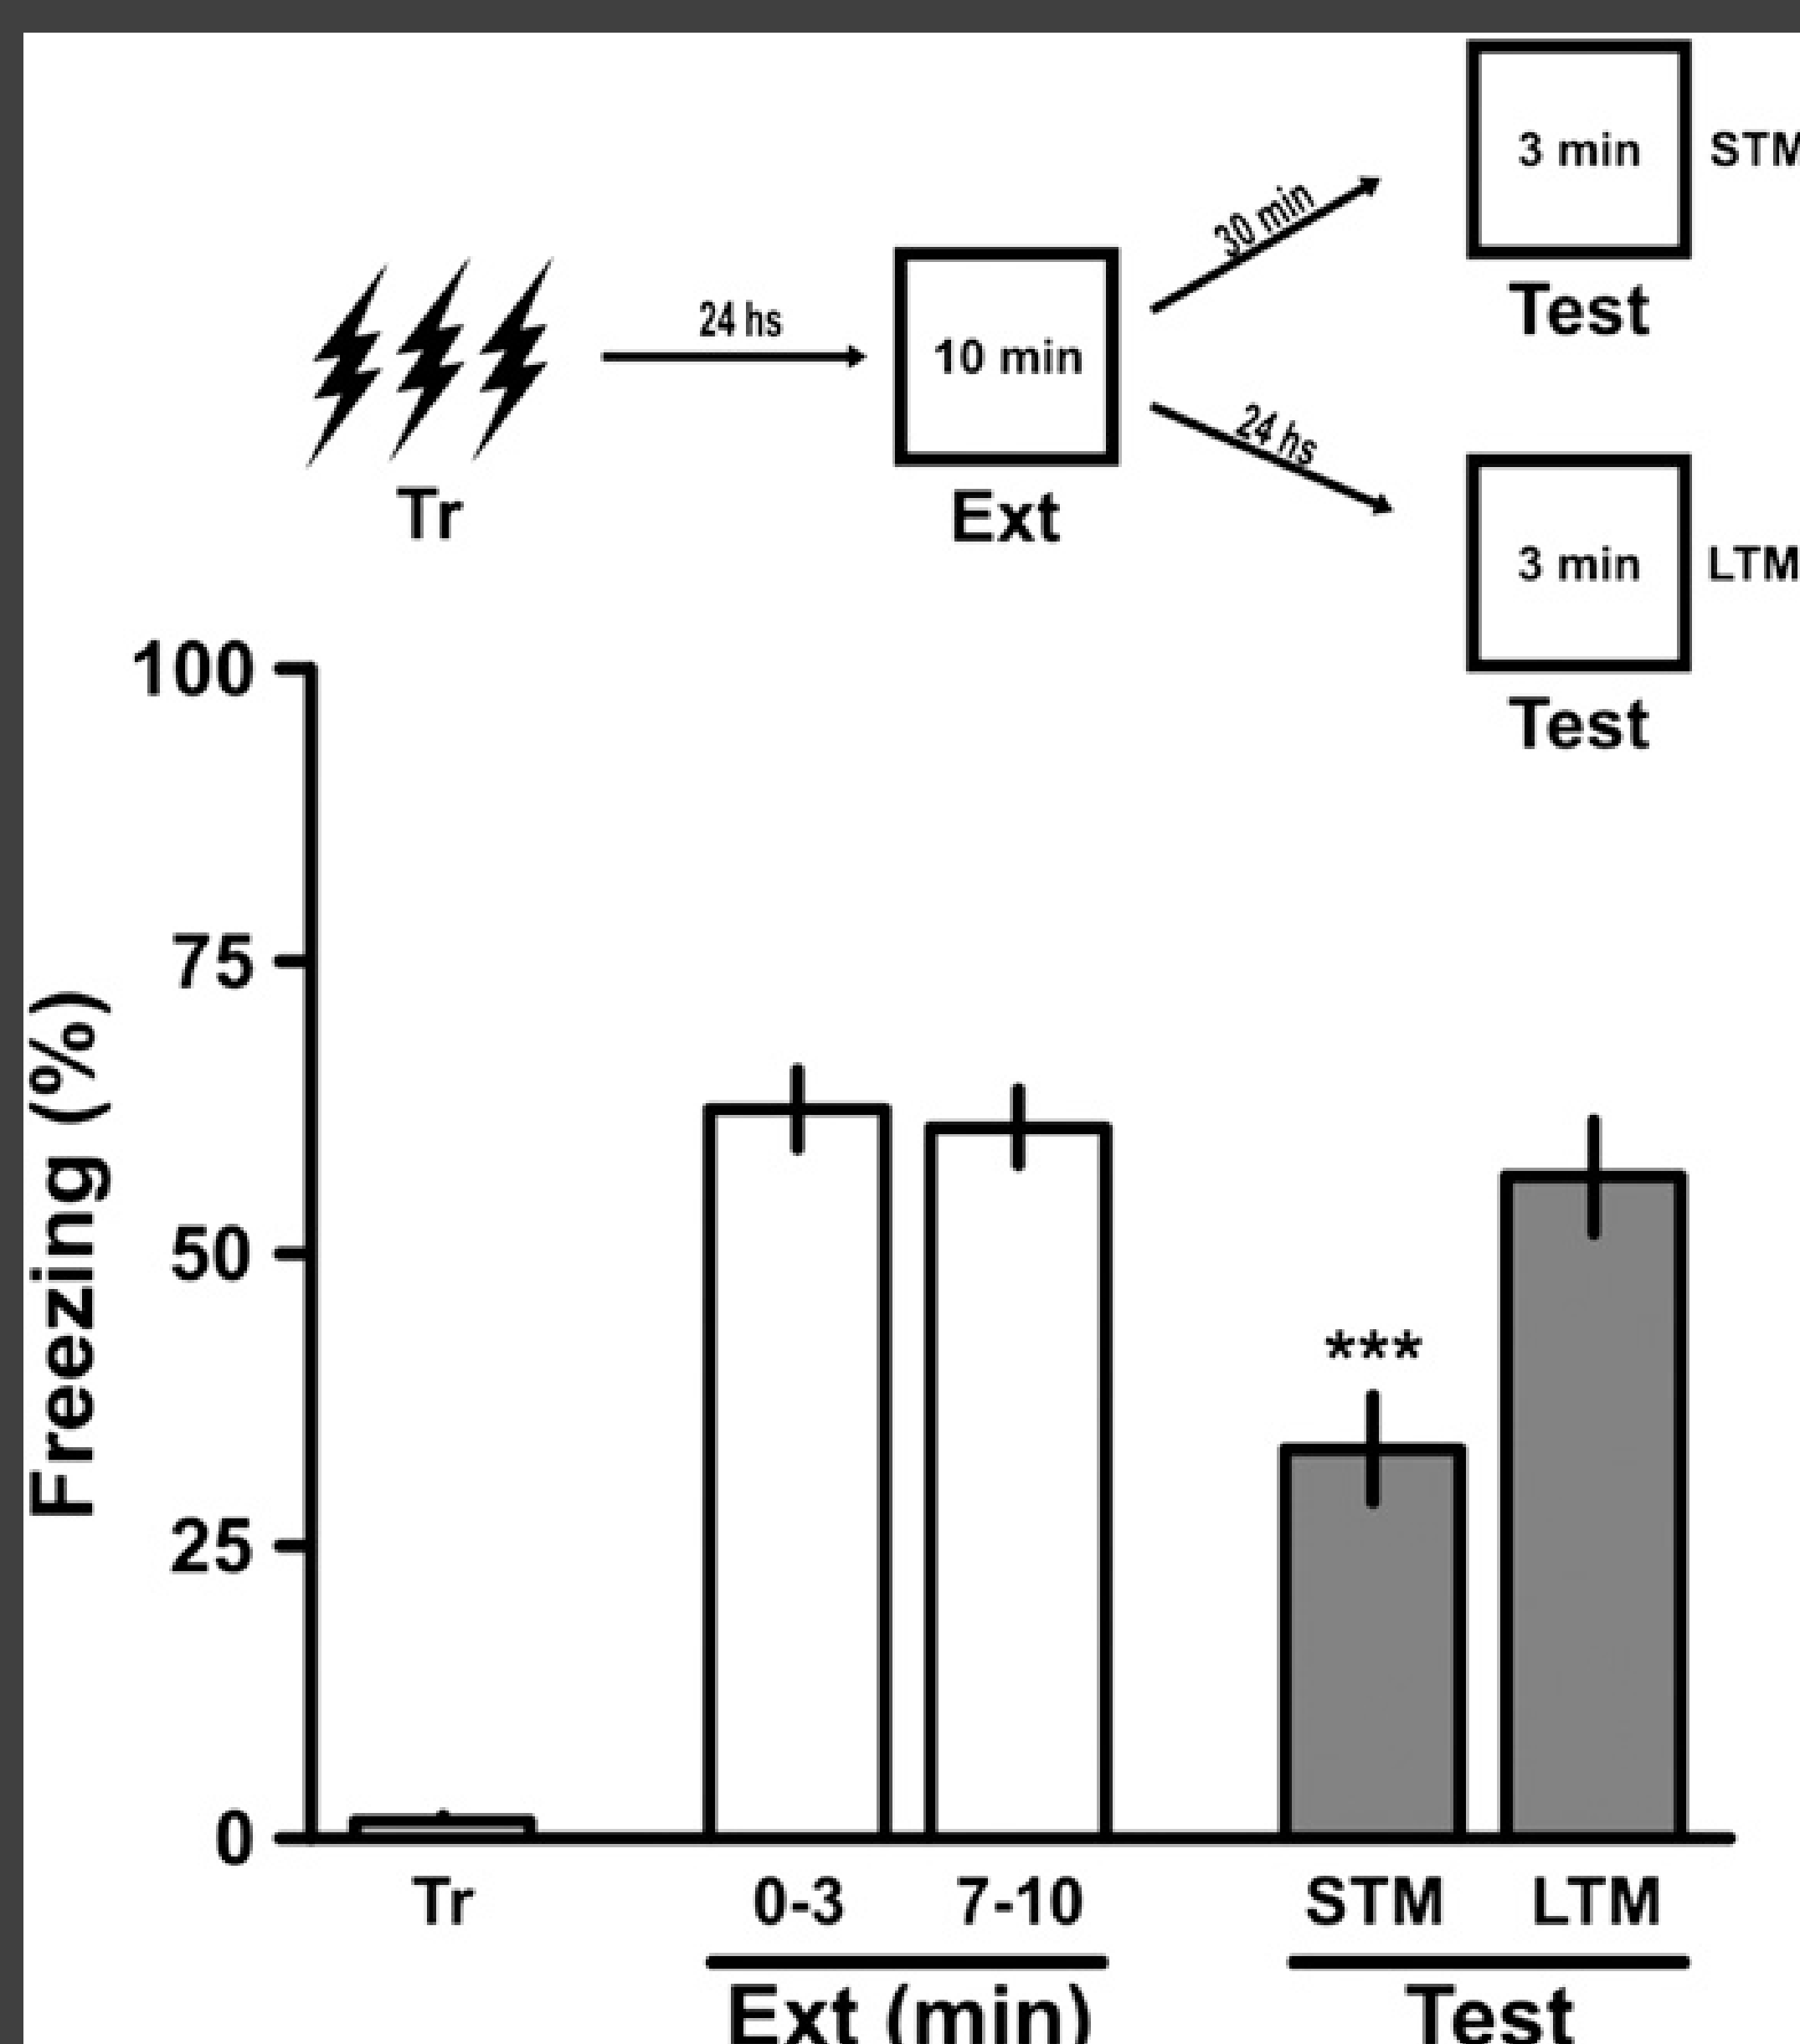 3 min STM
30 min
Test
24 hs
10 min
Tr
Ext
24 hs
3 min LTM
Test
100
75
50
25
0
Freezing (%)
***
Tr 0-3 7-10 STM LTM
Ext (min) Test